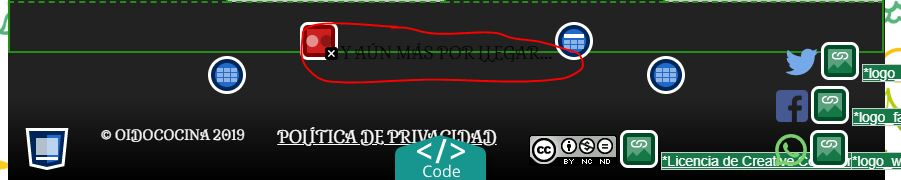 Y AÚN MÁS POR LLEGAR...
*logo_
*logo_fa
© OIDOCOCINA 2019
POLÍTICA DE PRIVACIDAD
</> Code
cc BY NC ND
*Licencia de Creative Co
*logo_w